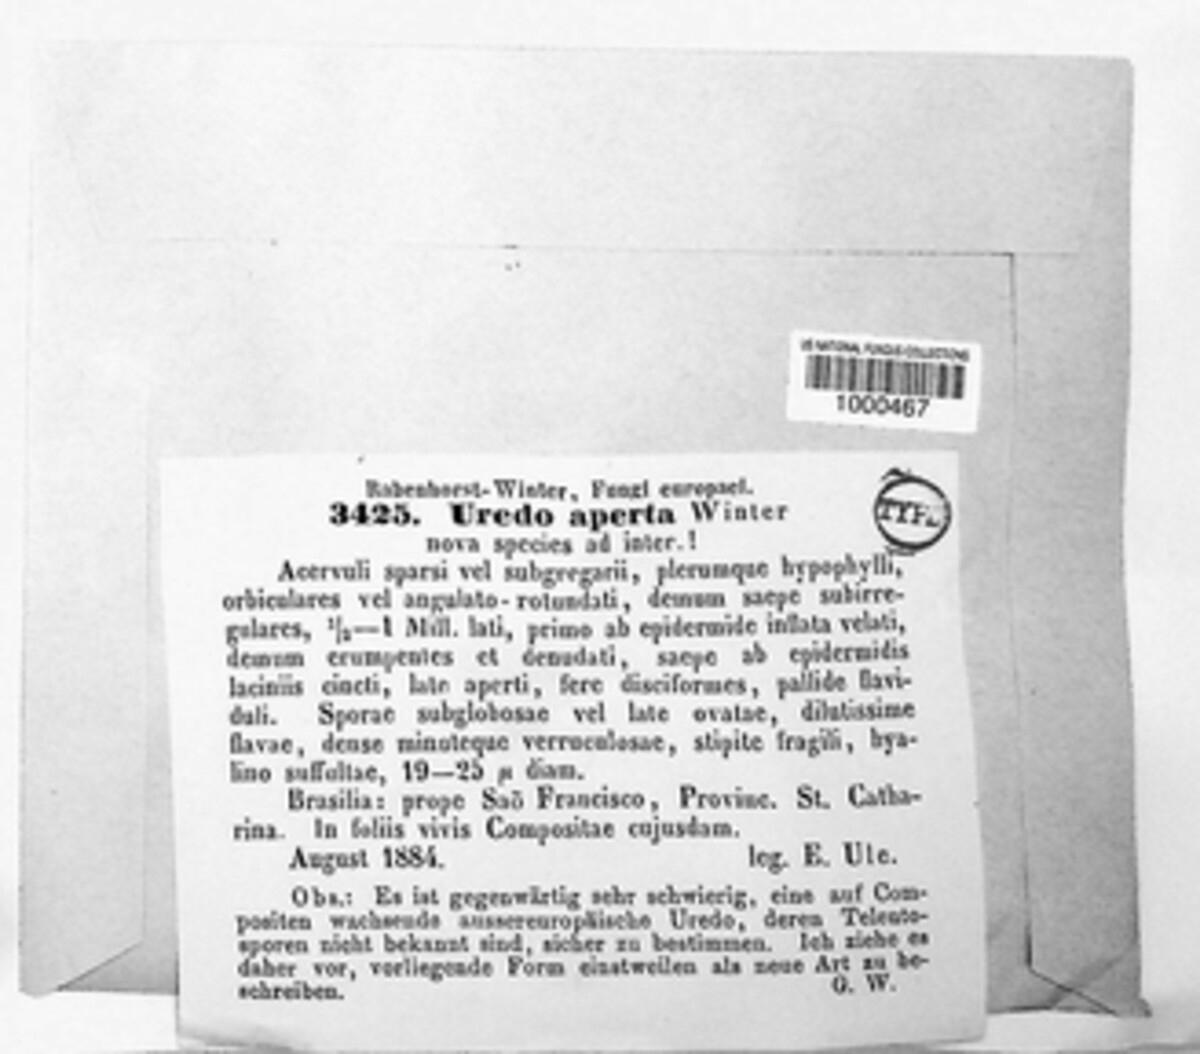 US NATIONAL FUNGUS COLLECTIONS
1000467
Rabenhorst-Winter, Fungi europaei.
TYPE
3425. Uredo aperta Winter
nova species ad inter.!
Acervuli sparsi vel subgregarii, plerumque hypophylli,
orbiculares vel angulato-rotundati, demum saepe subirre-
gulares, ½—1 Mill. lati, primo ab epidermide inflata velati,
demum erumpentes et denudati, saepe ab epidermidis
laciniis cincti, late aperti, fere disciformes, pallide flavi-
duli. Sporae subglobosae vel late ovatae, dilutissime
flavae, dense minuteque verruculosae, stipite fragili, hya-
lino suffultae, 19—25 µ diam.
Brasilia: prope Saõ Francisco, Provinc. St. Catha-
rina. In foliis vivis Compositae cujusdam.
August 1884. leg. E. Ule.
Obs.: Es ist gegenwärtig sehr schwierig, eine auf Com-
positen wachsende aussereuropäische Uredo, deren Teleuto-
sporen nicht bekannt sind, sicher zu bestimmen. Ich ziehe es
daher vor, vorliegende Form einstweilen als neue Art zu be-
schreiben. G. W.